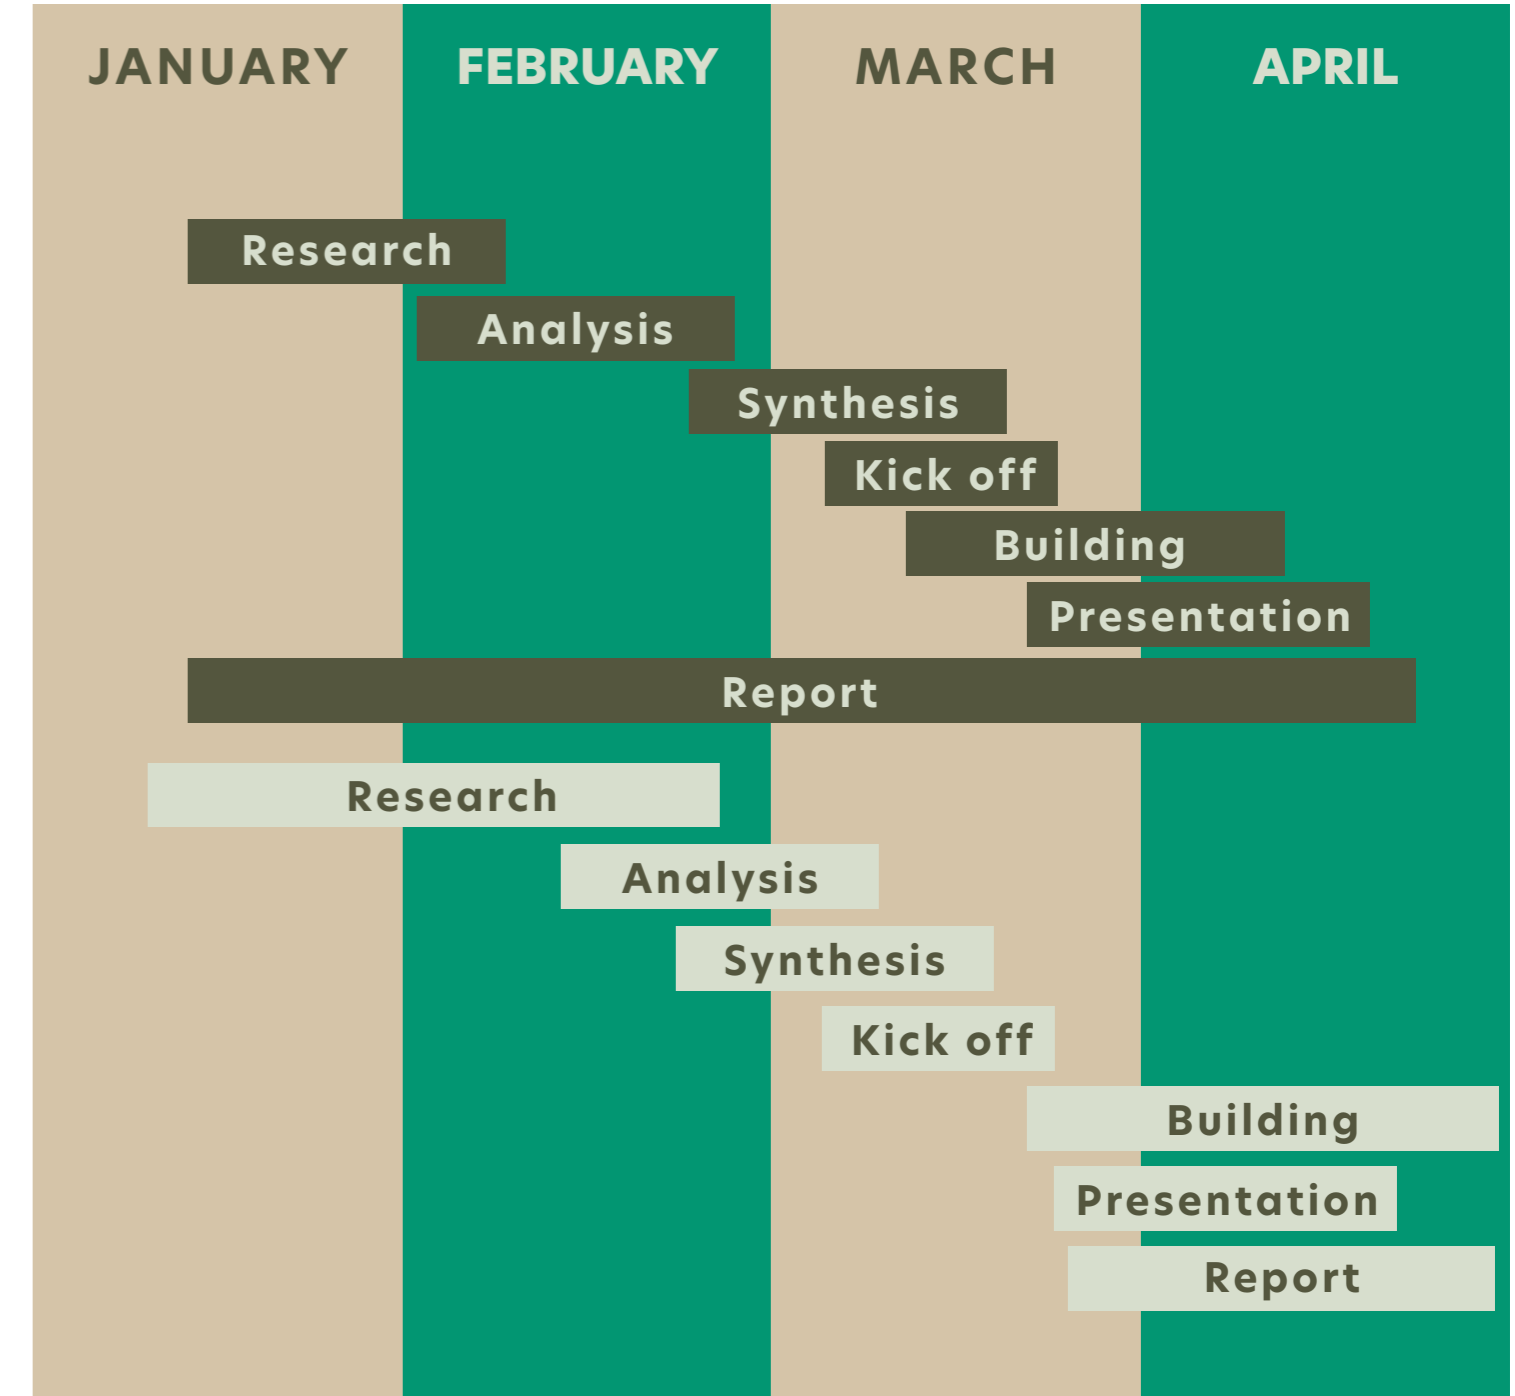 JANUARY
FEBRUARY
MARCH
APRIL
Research
Analysis
Synthesis
Kick off
Building
Presentation
Report
Research
Analysis
Synthesis
Kick off
Building
Presentation
Report